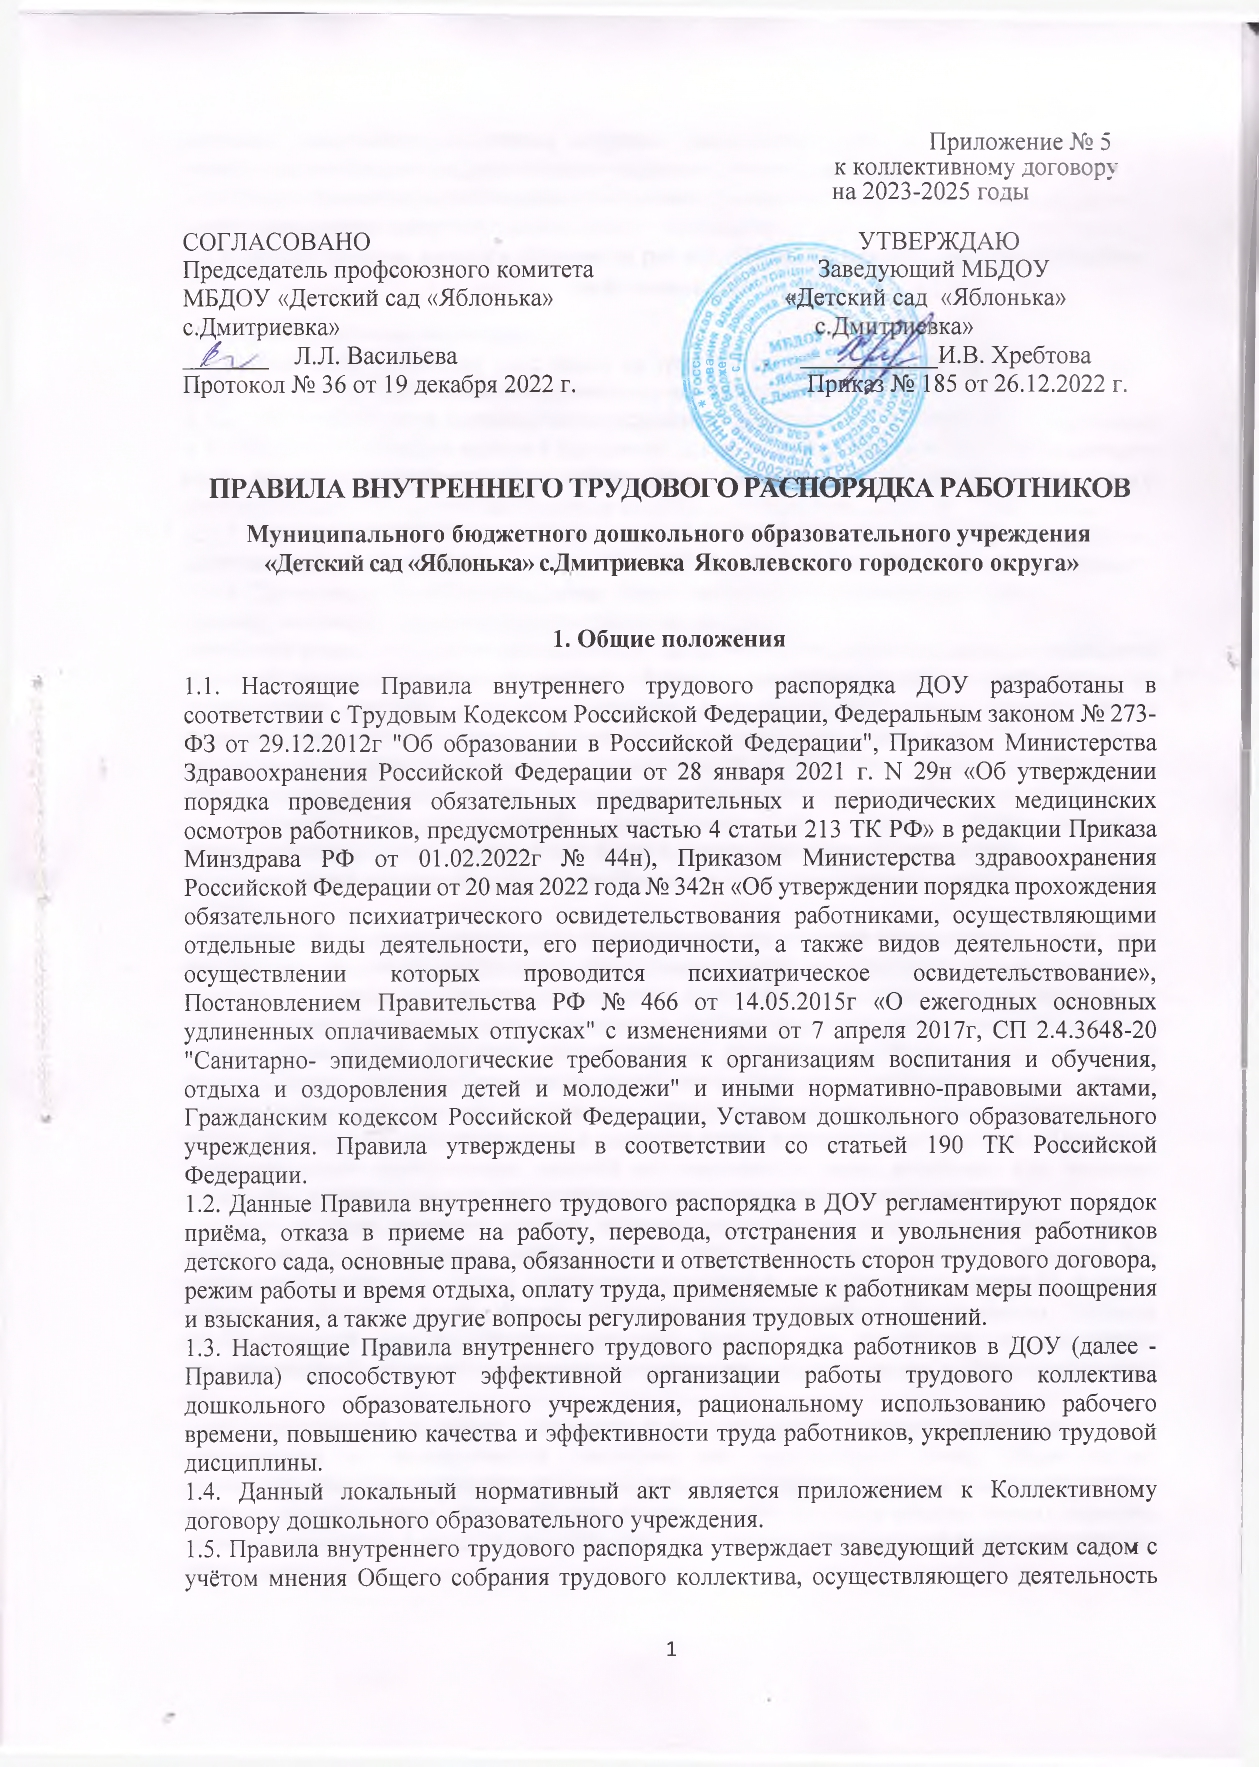 Приложение № 5
к коллективному договору
на 2023-2025 годы
СОГЛАСОВАНО
Председатель профсоюзного комитета
МБДОУ «Детский сад «Яблонька»
с.Дмитриевка»
Л.Л. Васильева
Протокол № 36 от 19 декабря 2022 г.
УТВЕРЖДАЮ
Заведующий МБДОУ
«Детский сад «Яблонька»
с.Дмитриевка»
И.В. Хребтова
Приказ № 185 от 26.12.2022 г.
МБДОУ
«Детский сад
«Яблонька»
ПРАВИЛА ВНУТРЕННЕГО ТРУДОВОГО РАСПОРЯДКА РАБОТНИКОВ
Муниципального бюджетного дошкольного образовательного учреждения
«Детский сад «Яблонька» с.Дмитриевка Яковлевского городского округа»
1. Общие положения
1.1. Настоящие Правила внутреннего трудового распорядка ДОУ разработаны в
соответствии с Трудовым Кодексом Российской Федерации, Федеральным законом № 273-
ФЗ от 29.12.2012г "Об образовании в Российской Федерации", Приказом Министерства
Здравоохранения Российской Федерации от 28 января 2021 г. N 29н «Об утверждении
порядка проведения обязательных предварительных и периодических медицинских
осмотров работников, предусмотренных частью 4 статьи 213 ТК РФ» в редакции Приказа
Минздрава РФ от 01.02.2022г № 44н), Приказом Министерства здравоохранения
Российской Федерации от 20 мая 2022 года № 342н «Об утверждении порядка прохождения
обязательного психиатрического освидетельствования работниками, осуществляющими
отдельные виды деятельности, его периодичности, а также видов деятельности, при
осуществлении которых проводится психиатрическое освидетельствование»,
Постановлением Правительства РФ № 466 от 14.05.2015г «О ежегодных основных
удлиненных оплачиваемых отпусках" с изменениями от 7 апреля 2017г, СП 2.4.3648-20
"Санитарно- эпидемиологические требования к организациям воспитания и обучения,
отдыха и оздоровления детей и молодежи" и иными нормативно-правовыми актами,
Гражданским кодексом Российской Федерации, Уставом дошкольного образовательного
учреждения. Правила утверждены в соответствии со статьей 190 ТК Российской
Федерации.
1.2. Данные Правила внутреннего трудового распорядка в ДОУ регламентируют порядок
приёма, отказа в приеме на работу, перевода, отстранения и увольнения работников
детского сада, основные права, обязанности и ответственность сторон трудового договора,
режим работы и время отдыха, оплату труда, применяемые к работникам меры поощрения
и взыскания, а также другие вопросы регулирования трудовых отношений.
1.3. Настоящие Правила внутреннего трудового распорядка работников в ДОУ (далее -
Правила) способствуют эффективной организации работы трудового коллектива
дошкольного образовательного учреждения, рациональному использованию рабочего
времени, повышению качества и эффективности труда работников, укреплению трудовой
дисциплины.
1.4. Данный локальный нормативный акт является приложением к Коллективному
договору дошкольного образовательного учреждения.
1.5. Правила внутреннего трудового распорядка утверждает заведующий детским садом с
учётом мнения Общего собрания трудового коллектива, осуществляющего деятельность
1